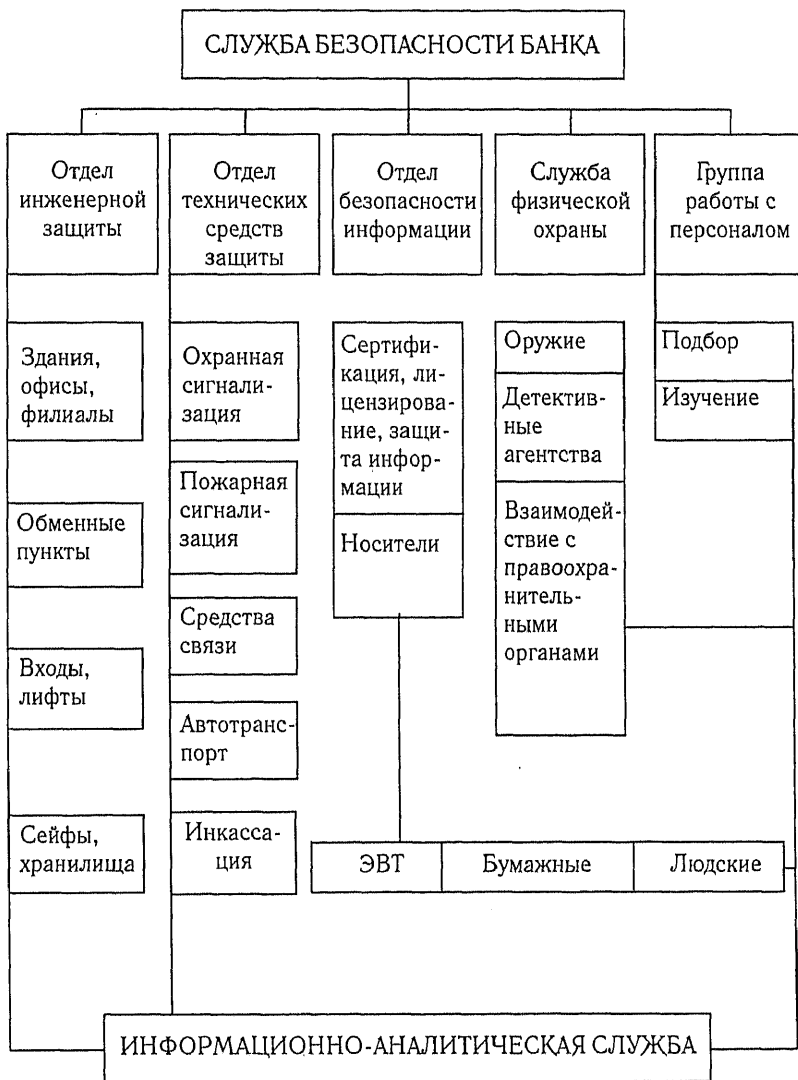 СЛУЖБА БЕЗОПАСНОСТИ БАНКА
Отдел
инженерной
защиты
Отдел
технических
средств
защиты
Отдел
безопасности
информации
Служба
физической
охраны
Группа
работы с
персоналом
Здания,
офисы,
филиалы
Обменные
пункты
Входы,
лифты
Сейфы,
хранилища
Охранная
сигнали-
зация
Пожарная
сигнали-
зация
Средства
связи
Автотранс-
порт
Инкасса-
ция
Сертифи-
кация, ли-
цензирова-
ние, защи-
та инфор-
мации
Носители
Оружие
Детектив-
ные
агентства
Взаимодей-
ствие с
правоохра-
нитель-
ными
органами
Подбор
Изучение
ЭВТ
Бумажные
Людские
ИНФОРМАЦИОННО-АНАЛИТИЧЕСКАЯ СЛУЖБА